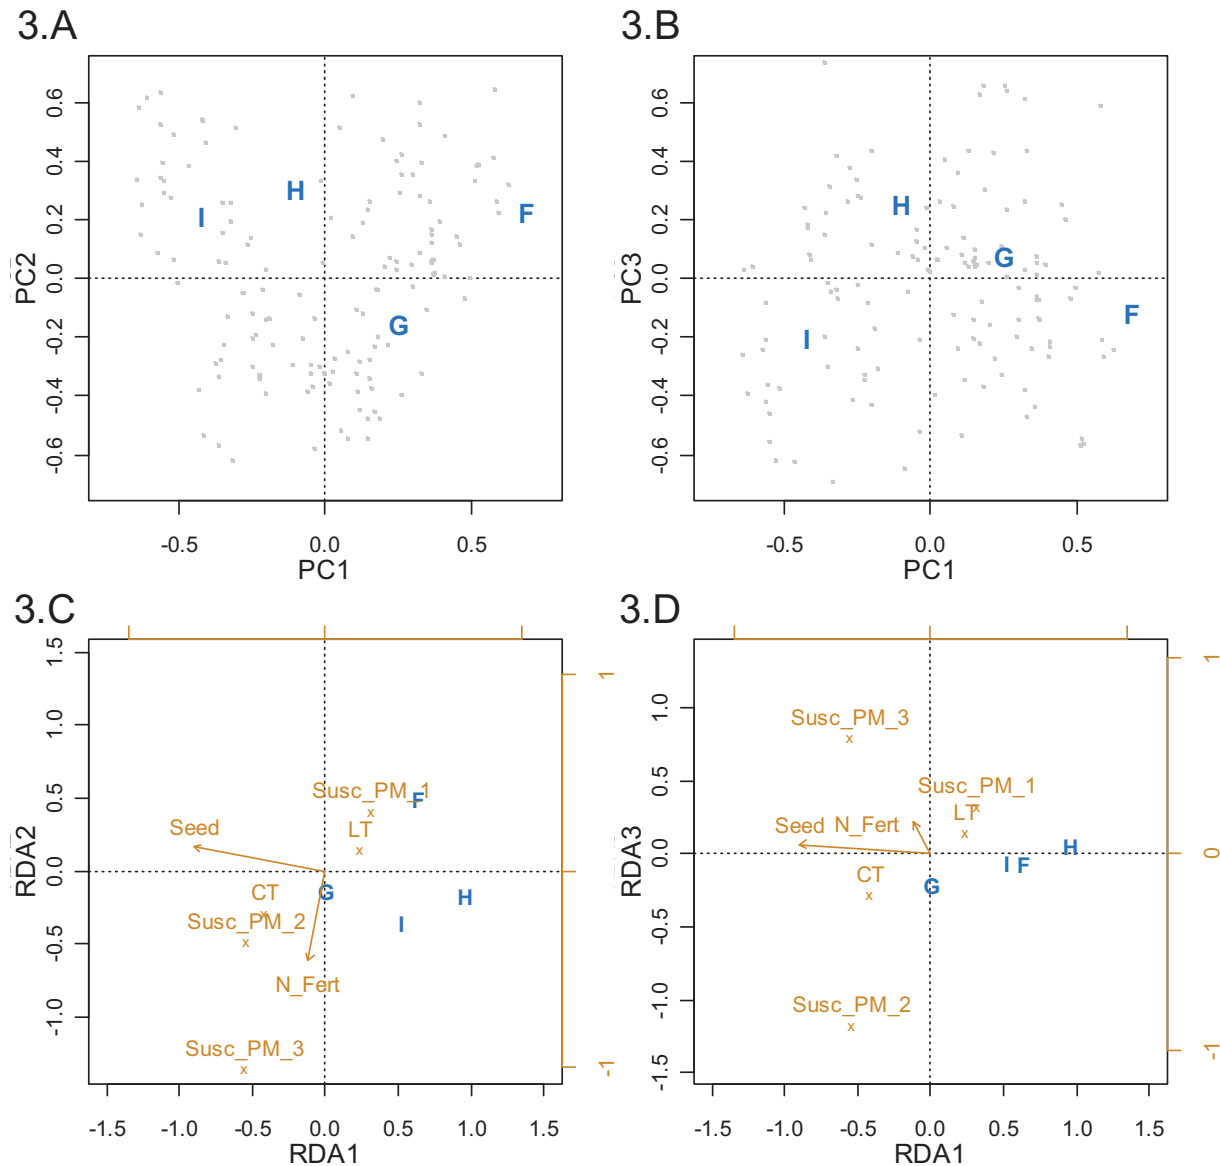 3.A
3.B
0.6
0.4
0.2
0.0
-0.2
-0.4
-0.6
PC2
I
H
F
G
-0.5
0.0
0.5
PC1
0.6
0.4
0.2
0.0
-0.2
-0.4
-0.6
PC3
H
G
F
I
-0.5
0.0
0.5
PC1
3.C
3.D
1.5
1.0
0.5
0.0
-0.5
-1.0
RDA2
Susc_PM_1
F
LT
Seed
CT
G
H
Susc_PM_2
I
N_Fert
Susc_PM_3
1
-1
-1.5
-1.0
-0.5
0.0
0.5
1.0
1.5
RDA1
1.0
0.5
0.0
-0.5
-1.0
-1.5
RDA3
Susc_PM_3
Susc_PM_1
LT
Seed
N_Fert
H
I
F
CT
G
Susc_PM_2
1
0
-1
-1.5
-1.0
-0.5
0.0
0.5
1.0
1.5
RDA1